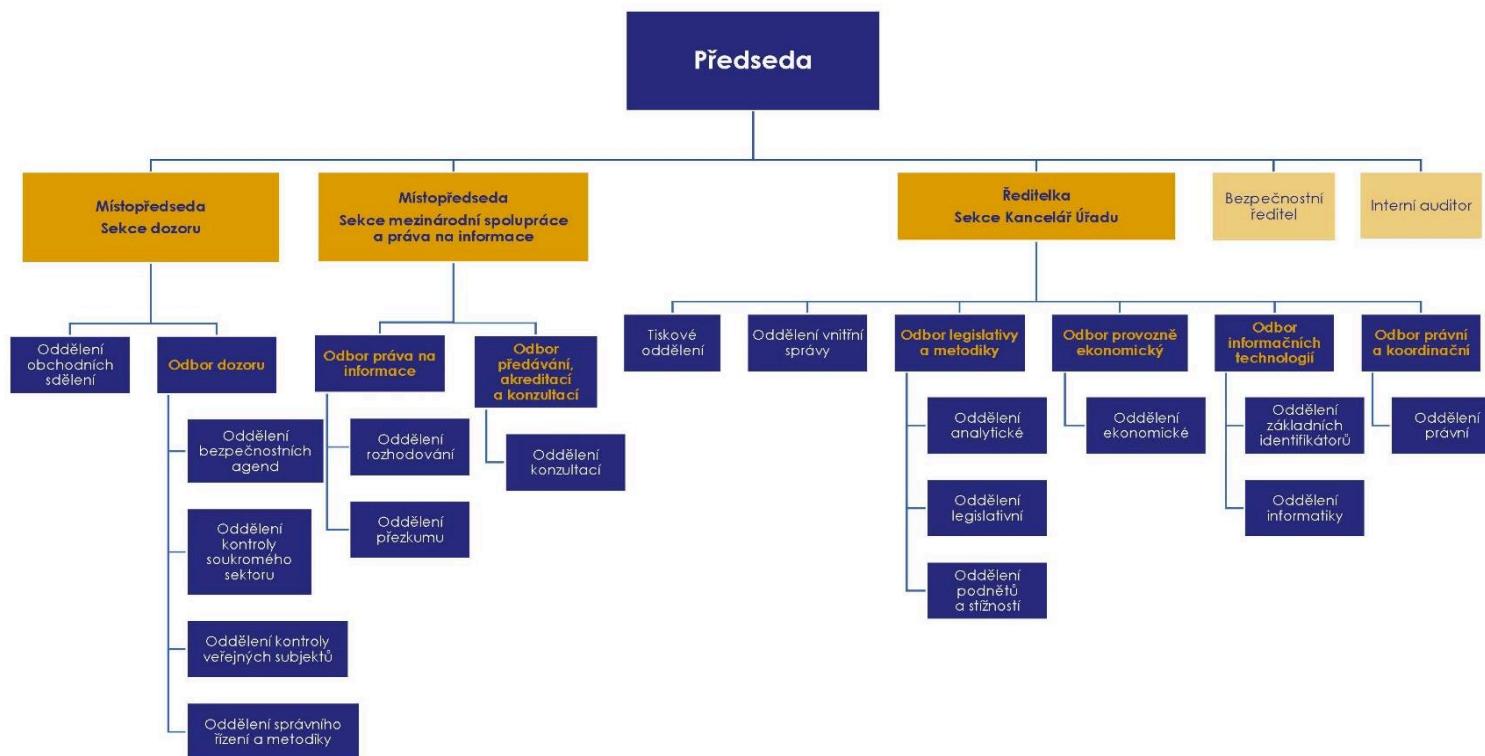 Předseda
Místopředseda
Sekce dozoru
Místopředseda
Sekce mezinárodní spolupráce
a práva na informace
Ředitelka
Sekce Kancelář Úřadu
Bezpečnostní
ředitel
Interní auditor
Oddělení
obchodních
sdělení
Odbor dozoru
Odbor práva na
informace
Odbor
předávání,
akreditací
a konzultací
Tiskové
oddělení
Oddělení vnitřní
správy
Odbor legislativy
a metodiky
Odbor provozně
ekonomický
Odbor
informačních
technologií
Odbor právní
a koordinační
Oddělení
bezpečnostních
agend
Oddělení
kontroly
soukromého
sektoru
Oddělení kontroly
veřejných subjektů
Oddělení správního
řízení a metodiky
Oddělení
rozhodování
Oddělení
přezkumu
Oddělení
konzultací
Oddělení
analytické
Oddělení
legislativní
Oddělení
podnětů
a stížností
Oddělení
ekonomické
Oddělení
základních
identifikátorů
Oddělení
informatiky
Oddělení
právní